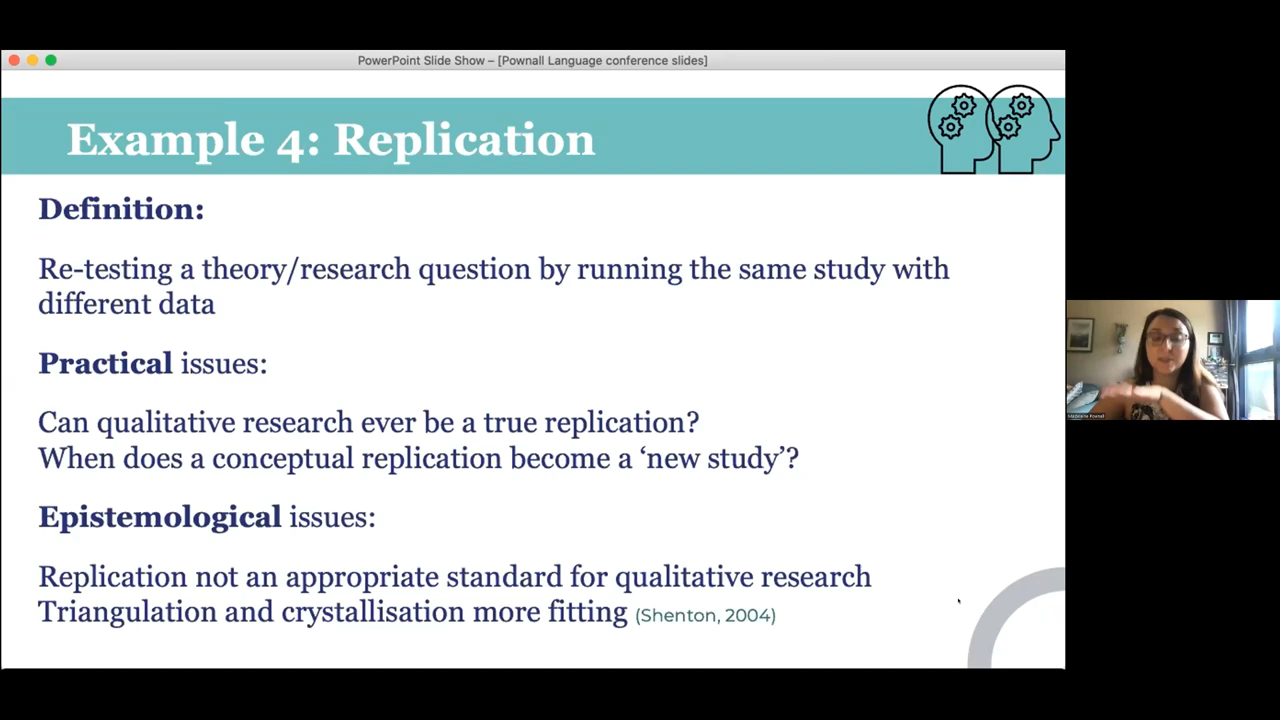 PowerPoint Slide Show – [Pownall Language conference slides]
Example 4: Replication
Definition:
Re-testing a theory/research question by running the same study with
different data
Practical issues:
Can qualitative research ever be a true replication?
When does a conceptual replication become a ‘new study’?
Epistemological issues:
Replication not an appropriate standard for qualitative research
Triangulation and crystallisation more fitting (Shenton, 2004)
Madeleine Pownall